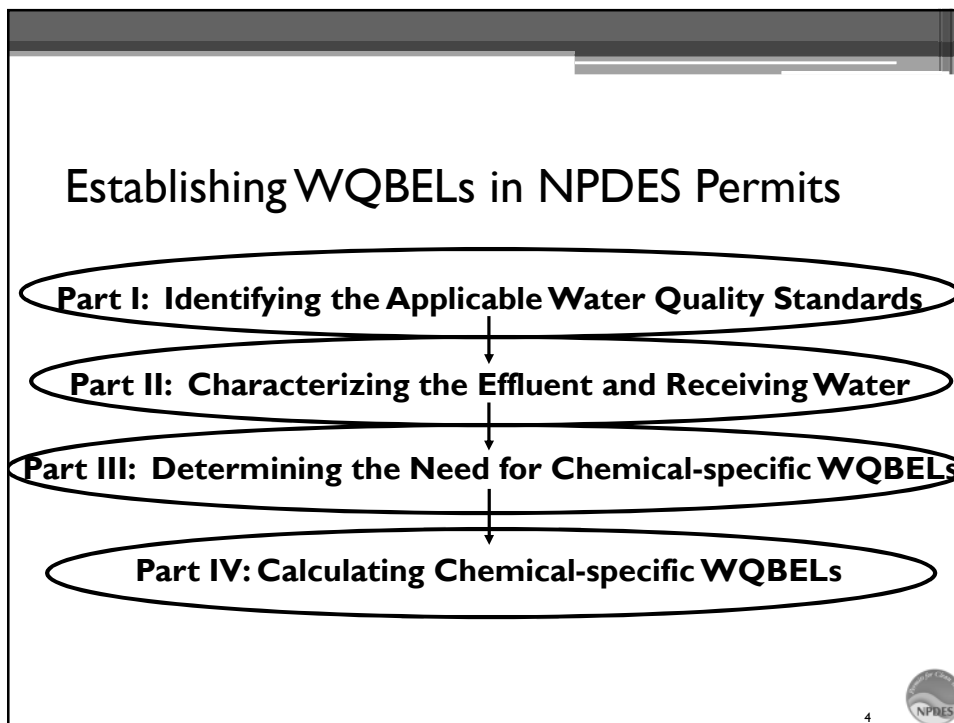 Establishing WQBELs in NPDES Permits
Part I: Identifying the Applicable Water Quality Standards
Part II: Characterizing the Effluent and Receiving Water
Part III: Determining the Need for Chemical-specific WQBELs
Part IV: Calculating Chemical-specific WQBELs
4
NPDES